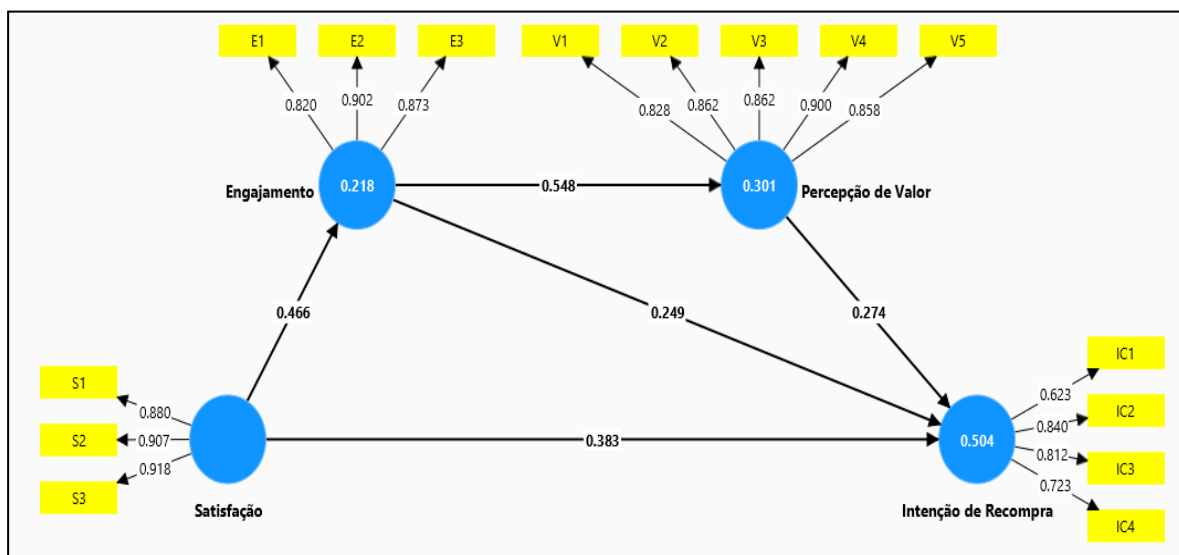 E1 E2 E3 V1 V2 V3 V4 V5
0.820 0.902 0.873 0.828 0.862 0.862 0.900 0.858
Engajamento 0.218 0.548 0.301 Percepção de Valor
0.466 0.249 0.274
S1 0.880
S2 0.907
S3 0.918
Satisfação
0.383
0.504
Intenção de Recompra
0.623 IC1
0.840 IC2
0.812 IC3
0.723 IC4